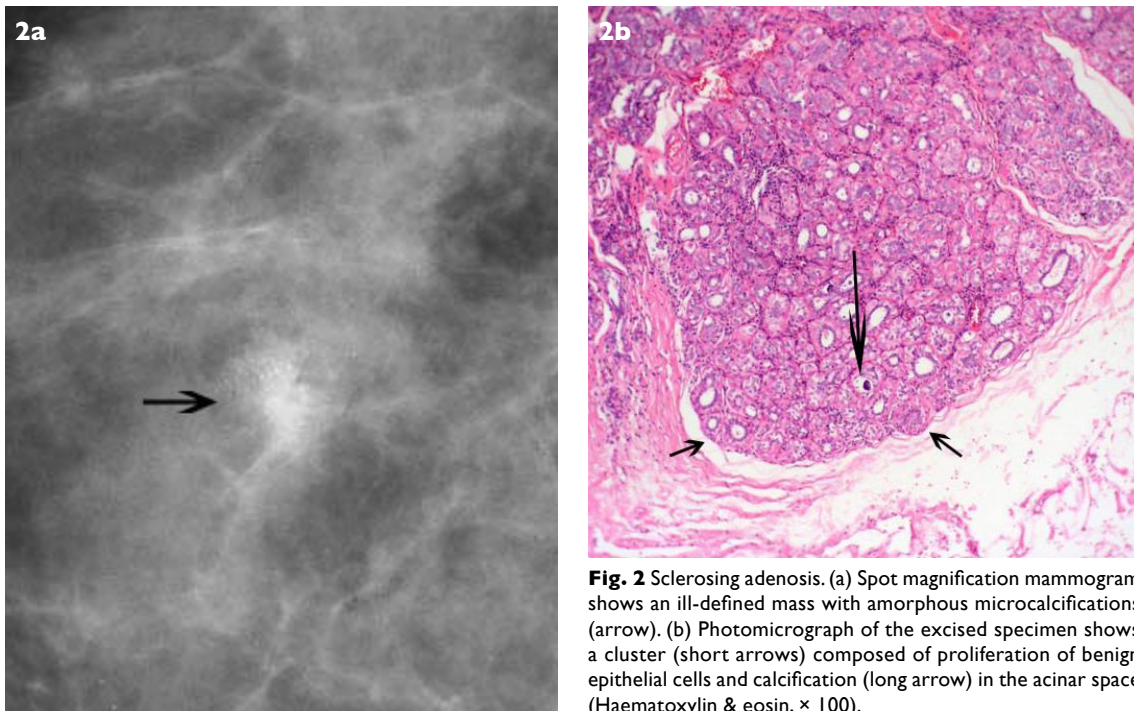 2a
2b
Fig. 2 Sclerosing adenosis. (a) Spot magnification mammogram
shows an ill-defined mass with amorphous microcalcifications
(arrow). (b) Photomicrograph of the excised specimen shows
a cluster (short arrows) composed of proliferation of benign
epithelial cells and calcification (long arrow) in the acinar space
(Haematoxylin & eosin, × 100).